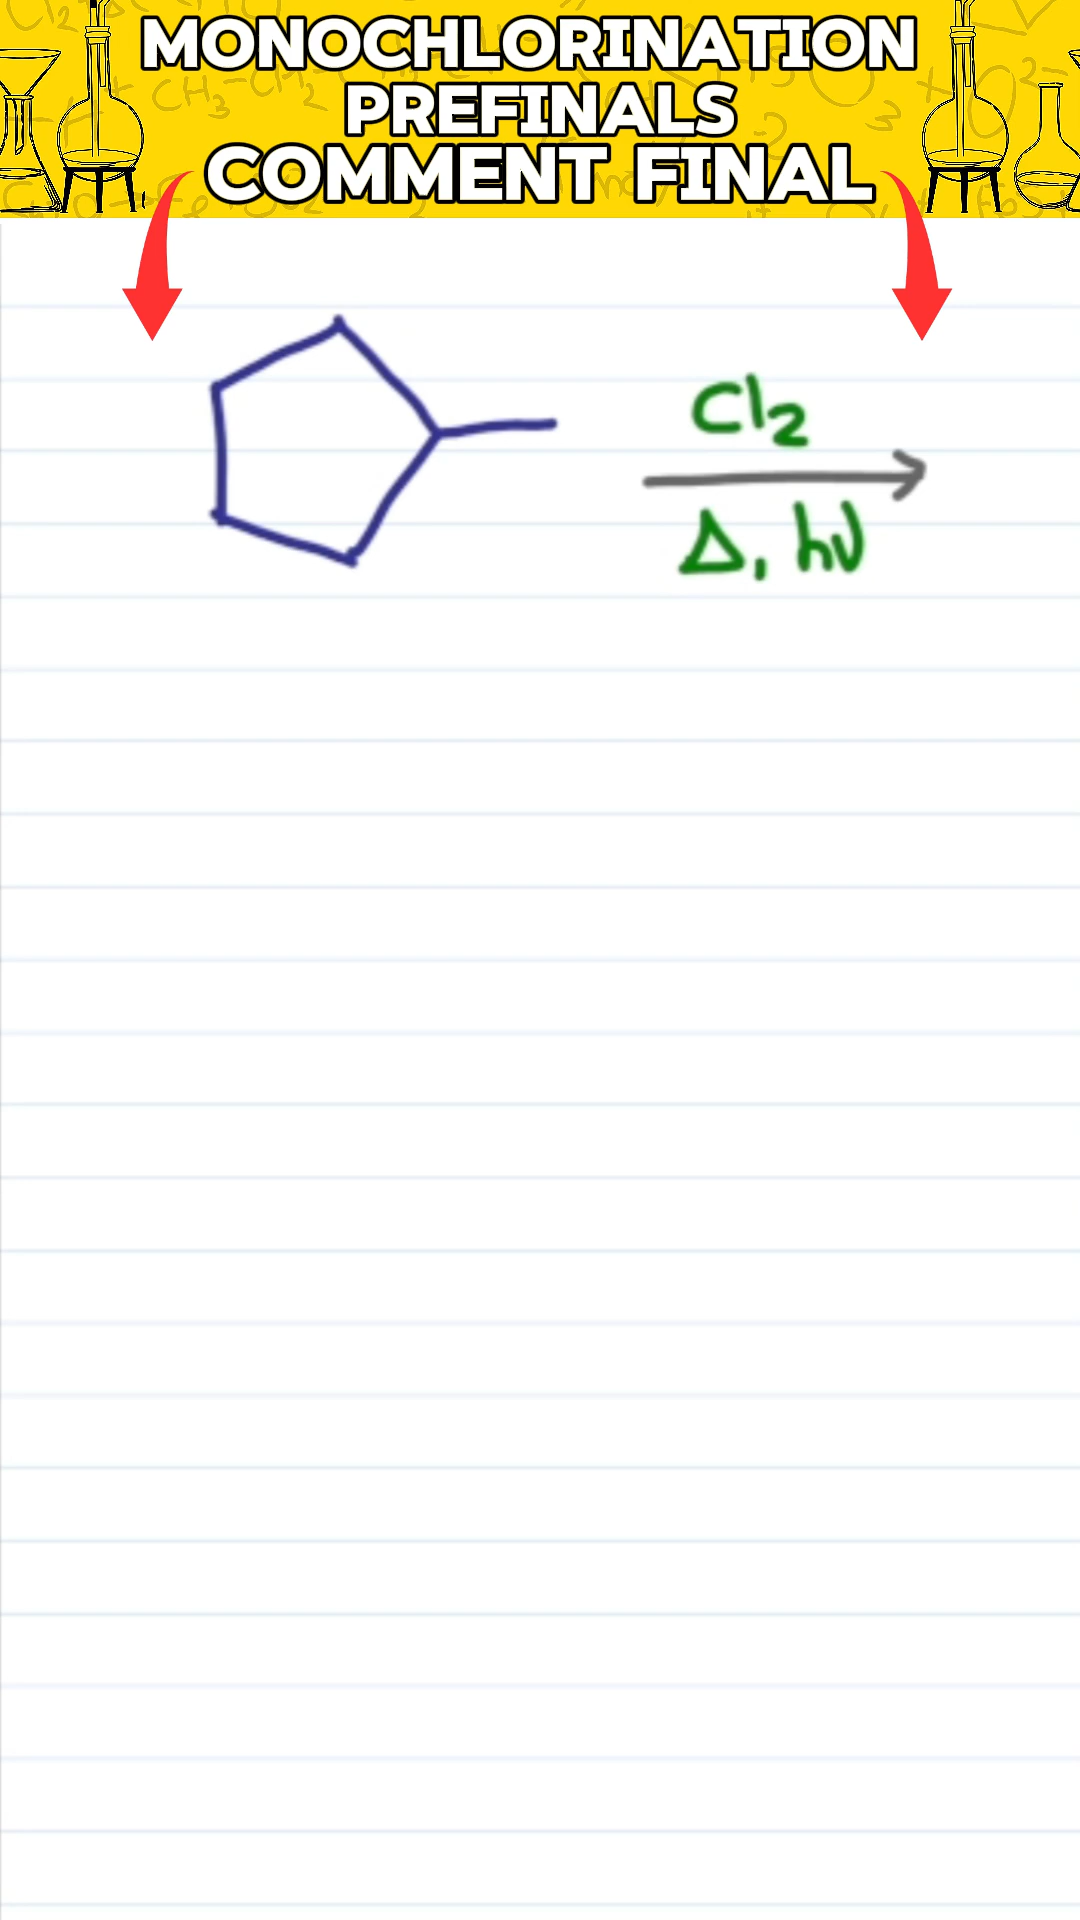 MONOCHLORINATION
PREFINALS
COMMENT FINAL
Cl₂
Δ, hν